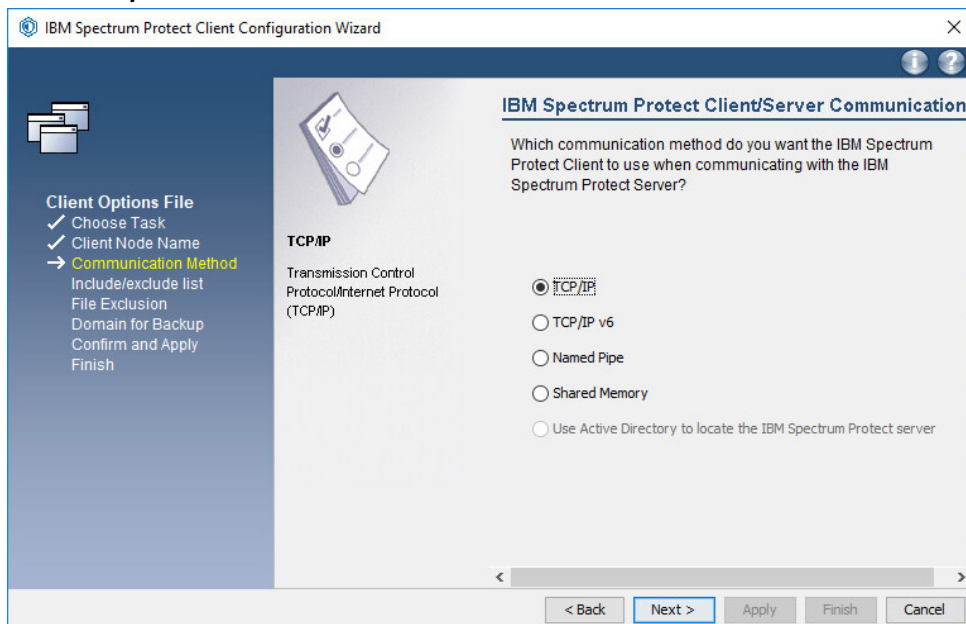 IBM Spectrum Protect Client Configuration Wizard
Client Options File
Choose Task
Client Node Name
Communication Method
Include/exclude list
File Exclusion
Domain for Backup
Confirm and Apply
Finish
TCP/IP
Transmission Control
Protocol/Internet Protocol
(TCP/IP)
IBM Spectrum Protect Client/Server Communication
Which communication method do you want the IBM Spectrum
Protect Client to use when communicating with the IBM
Spectrum Protect Server?
TCP/IP
TCP/IP v6
Named Pipe
Shared Memory
Use Active Directory to locate the IBM Spectrum Protect server
< Back
Next >
Apply
Finish
Cancel